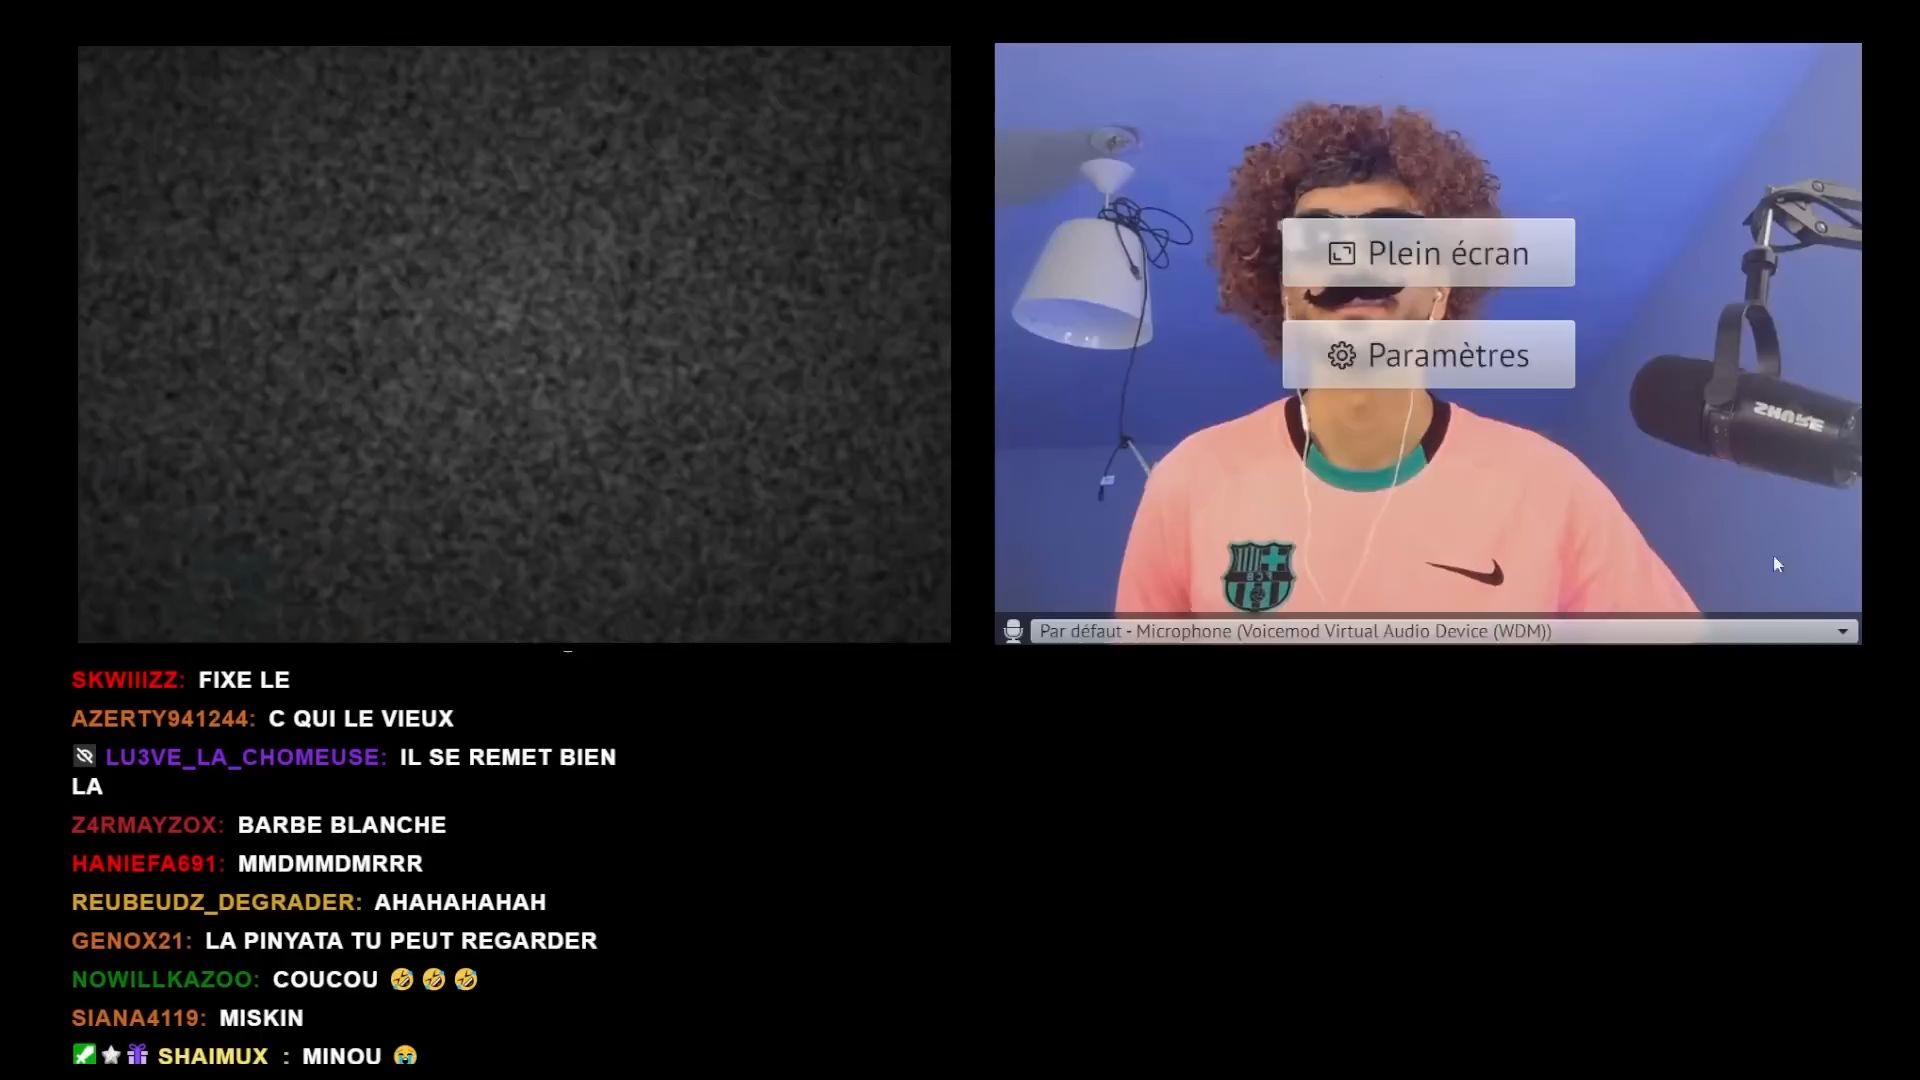 Plein écran
Paramètres
SHURE
FCB
Par défaut - Microphone (Voicemod Virtual Audio Device (WDM))
SKWIIIZZ: FIXE LE
AZERTY941244: C QUI LE VIEUX
LU3VE_LA_CHOMEUSE: IL SE REMET BIEN
LA
Z4RMAYZOX: BARBE BLANCHE
HANIEFA691: MMDMMDMRRR
REUBEUDZ_DEGRADER: AHAHAHAHAH
GENOX21: LA PINYATA TU PEUT REGARDER
NOWILLKAZOO: COUCOU 🤣 🤣 🤣
SIANA4119: MISKIN
SHAIMUX : MINOU 😭